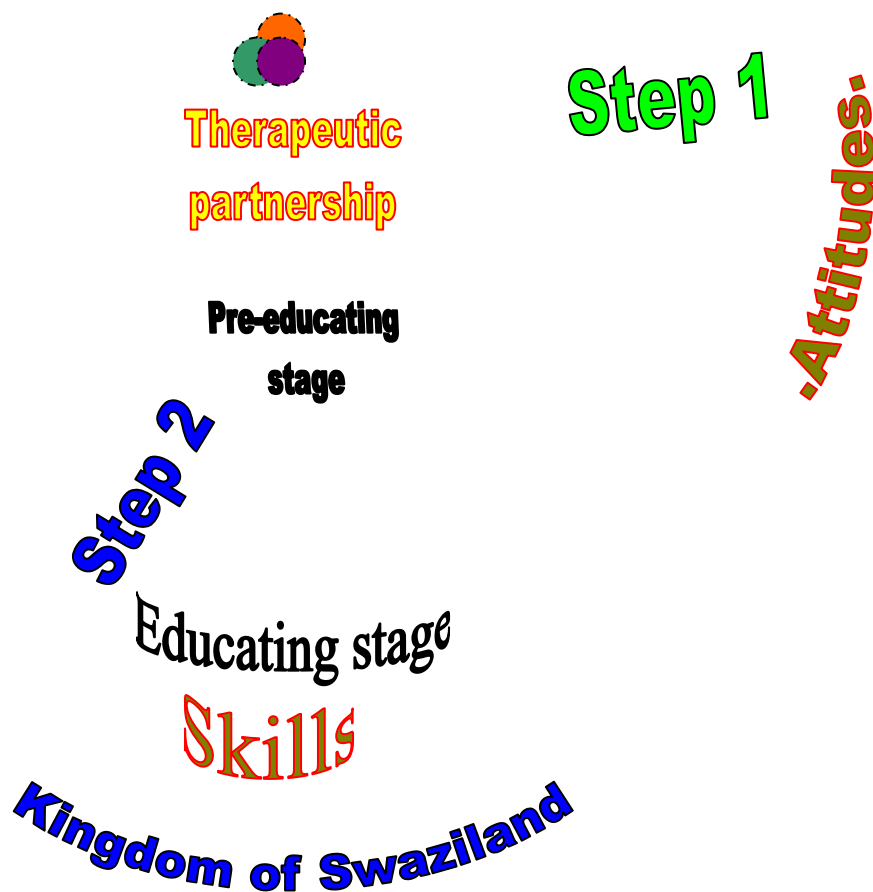 Step 1
Therapeutic
partnership
.Attitudes.
Pre-educating
stage
Step 2
Educating stage
Skills
Kingdom of Swaziland